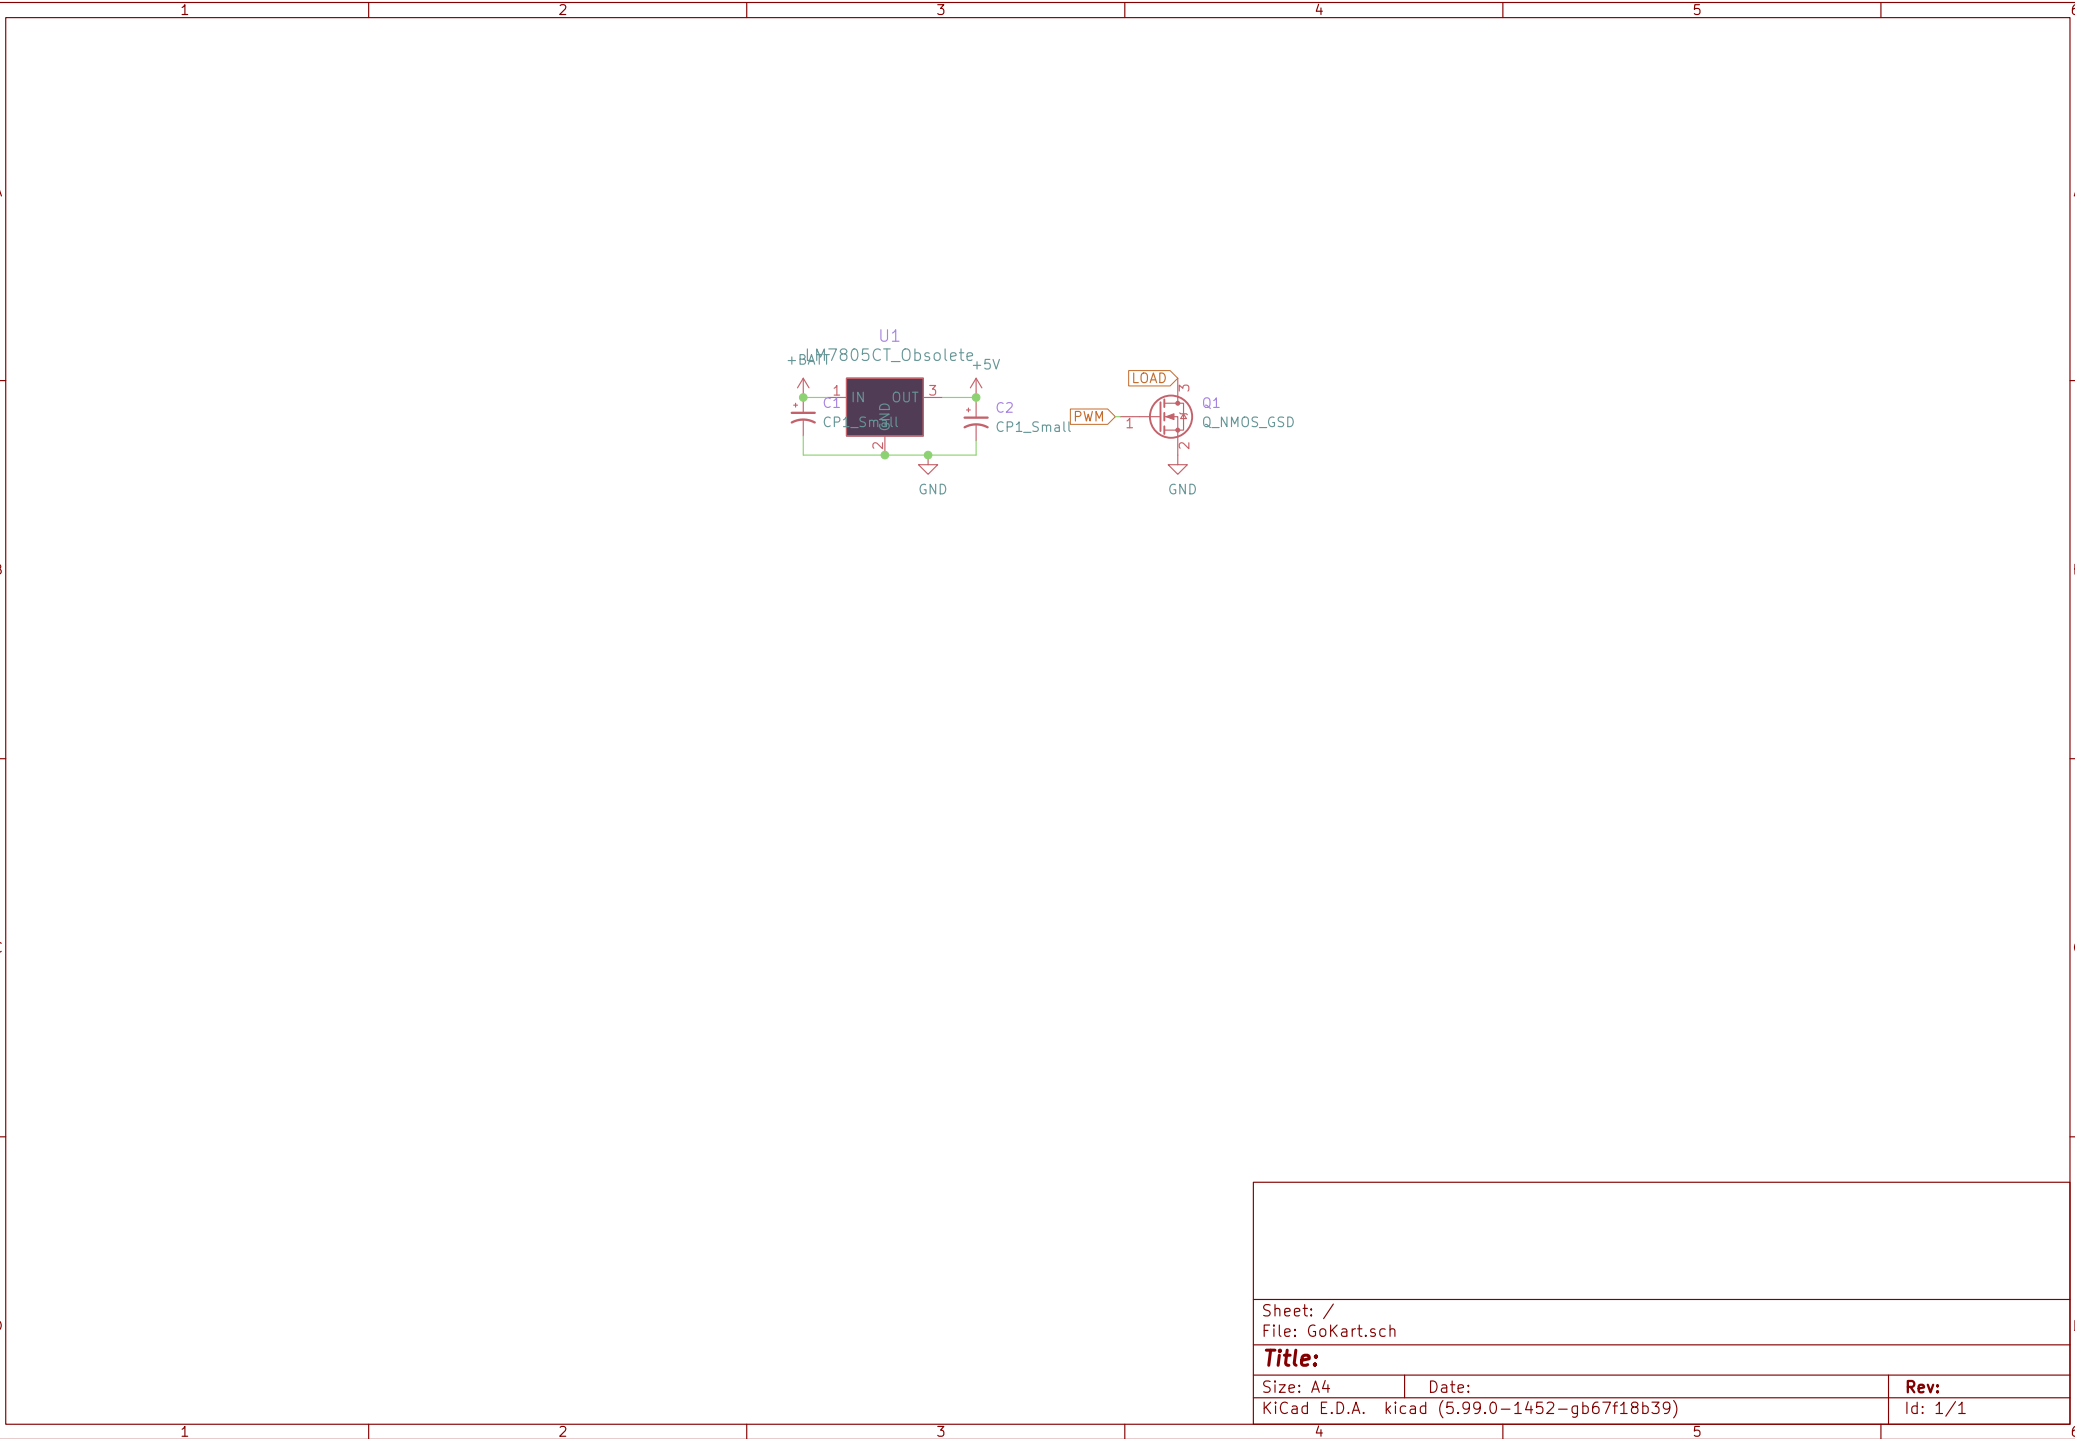 1 2 3 4 5
U1
LM7805CT_Obsolete
+BATT
+5V
LOAD
3
1 IN OUT 3
C1
CP1_Small
GND
2
C2
CP1_Small
PWM
1
Q1
Q_NMOS_GSD
2
GND
GND
Sheet: /
File: GoKart.sch
Title:
Size: A4 Date: Rev:
KiCad E.D.A. kicad (5.99.0-1452-gb67f18b39) Id: 1/1
1 2 3 4 5